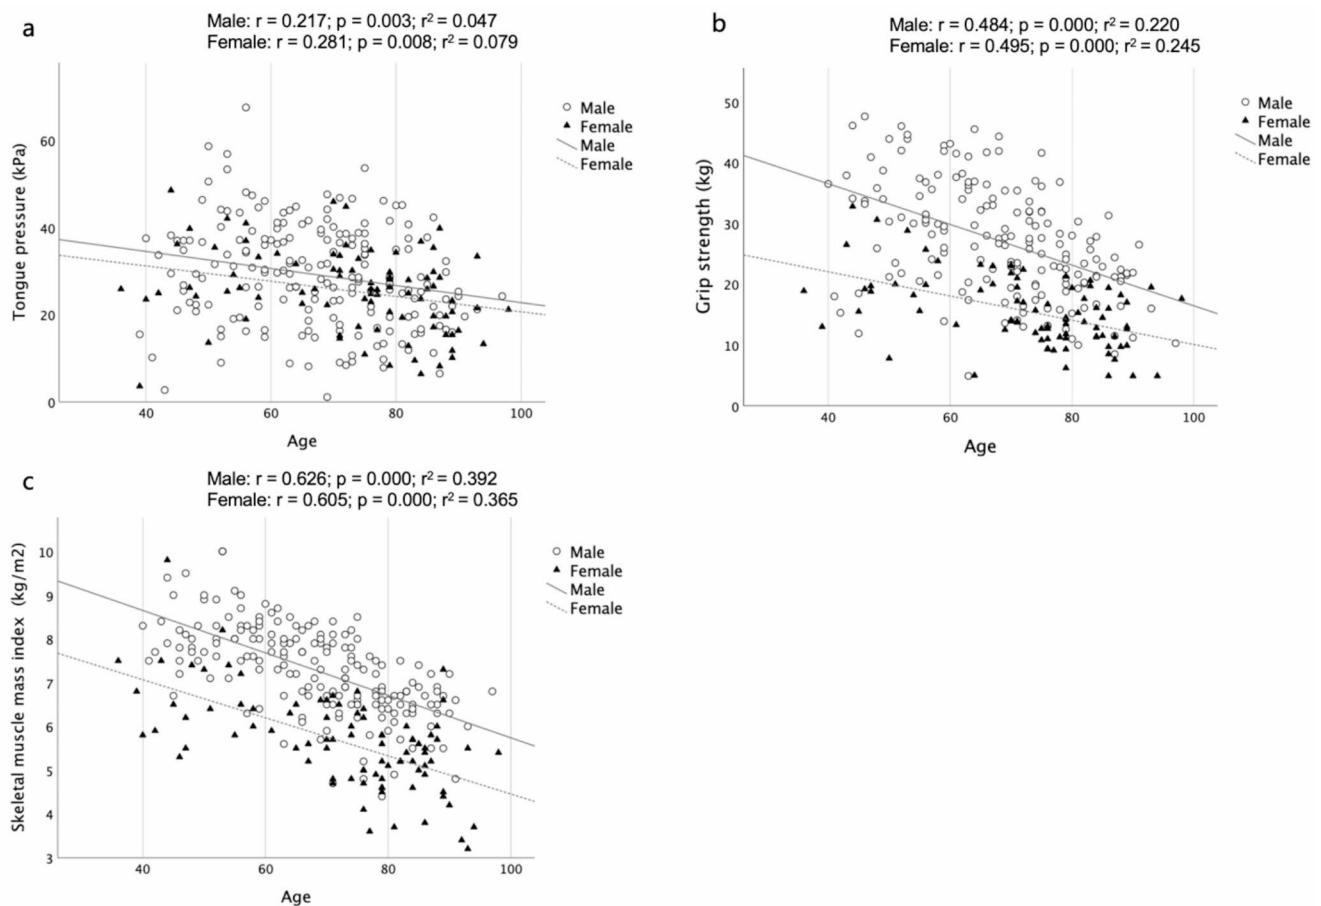 a
Male: r = 0.217; p = 0.003; r² = 0.047
Female: r = 0.281; p = 0.008; r² = 0.079
Tongue pressure (kPa)
60
40
20
0
40
60
80
100
Age
Male
Female
Male
Female
b
Male: r = 0.484; p = 0.000; r² = 0.220
Female: r = 0.495; p = 0.000; r² = 0.245
Grip strength (kg)
50
40
30
20
10
0
40
60
80
100
Age
Male
Female
Male
Female
c
Male: r = 0.626; p = 0.000; r² = 0.392
Female: r = 0.605; p = 0.000; r² = 0.365
Skeletal muscle mass index (kg/m2)
10
9
8
7
6
5
4
3
40
60
80
100
Age
Male
Female
Male
Female